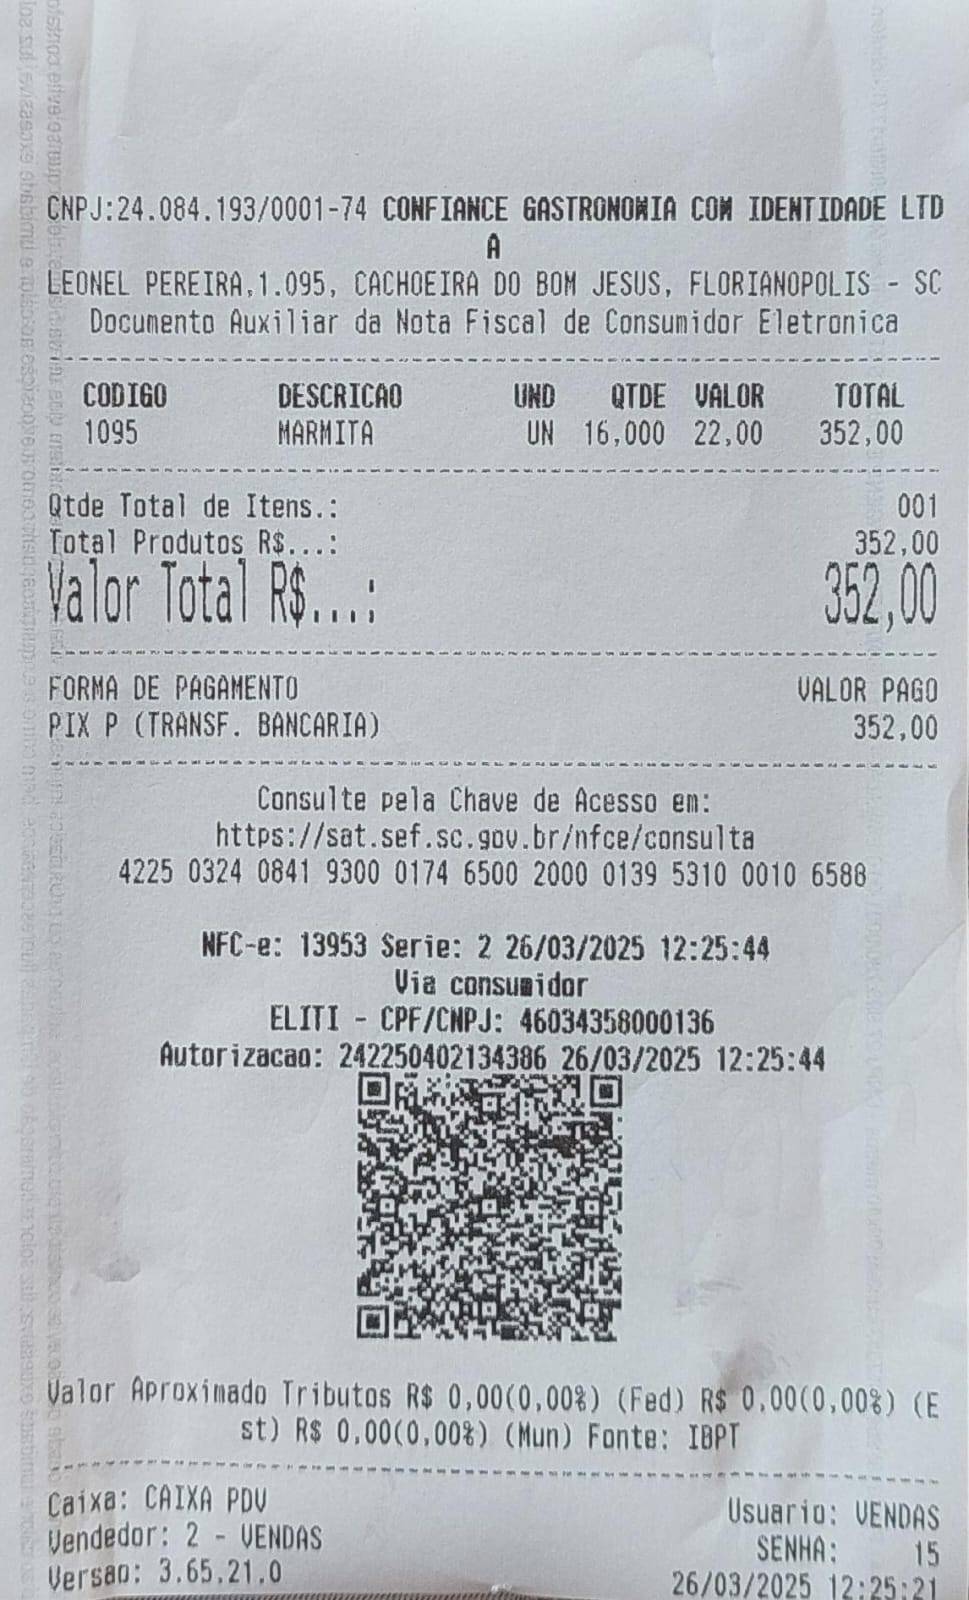 CNPJ:24.084.193/0001-74 CONFIANCE GASTRONOMIA COM IDENTIDADE LTD
A
LEONEL PEREIRA,1.095, CACHOEIRA DO BOM JESUS, FLORIANOPOLIS - SC
Documento Auxiliar da Nota Fiscal de Consumidor Eletronica
CODIGO DESCRICAO UND QTDE VALOR TOTAL
1095 MARMITA UN 16,000 22,00 352,00
Qtde Total de Itens.: 001
Total Produtos R$...: 352,00
Valor Total R$...: 352,00
FORMA DE PAGAMENTO VALOR PAGO
PIX P (TRANSF. BANCARIA) 352,00
Consulte pela Chave de Acesso em:
https://sat.sef.sc.gov.br/nfce/consulta
4225 0324 0841 9300 0174 6500 2000 0139 5310 0010 6588
NFC-e: 13953 Serie: 2 26/03/2025 12:25:44
Via consumidor
ELITI - CPF/CNPJ: 46034358000136
Autorizacao: 242250402134386 26/03/2025 12:25:44
Valor Aproximado Tributos R$ 0,00(0,00%) (Fed) R$ 0,00(0,00%) (E
st) R$ 0,00(0,00%) (Mun) Fonte: IBPT
Caixa: CAIXA PDV Usuario: VENDAS
Vendedor: 2 - VENDAS SENHA: 15
Versao: 3.65.21.0 26/03/2025 12:25:21